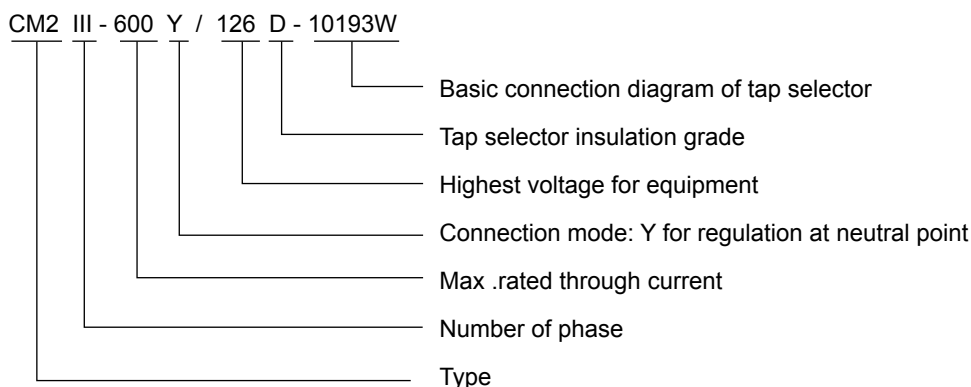 CM2 III - 600 Y / 126 D - 10193W
Basic connection diagram of tap selector
Tap selector insulation grade
Highest voltage for equipment
Connection mode: Y for regulation at neutral point
Max .rated through current
Number of phase
Type